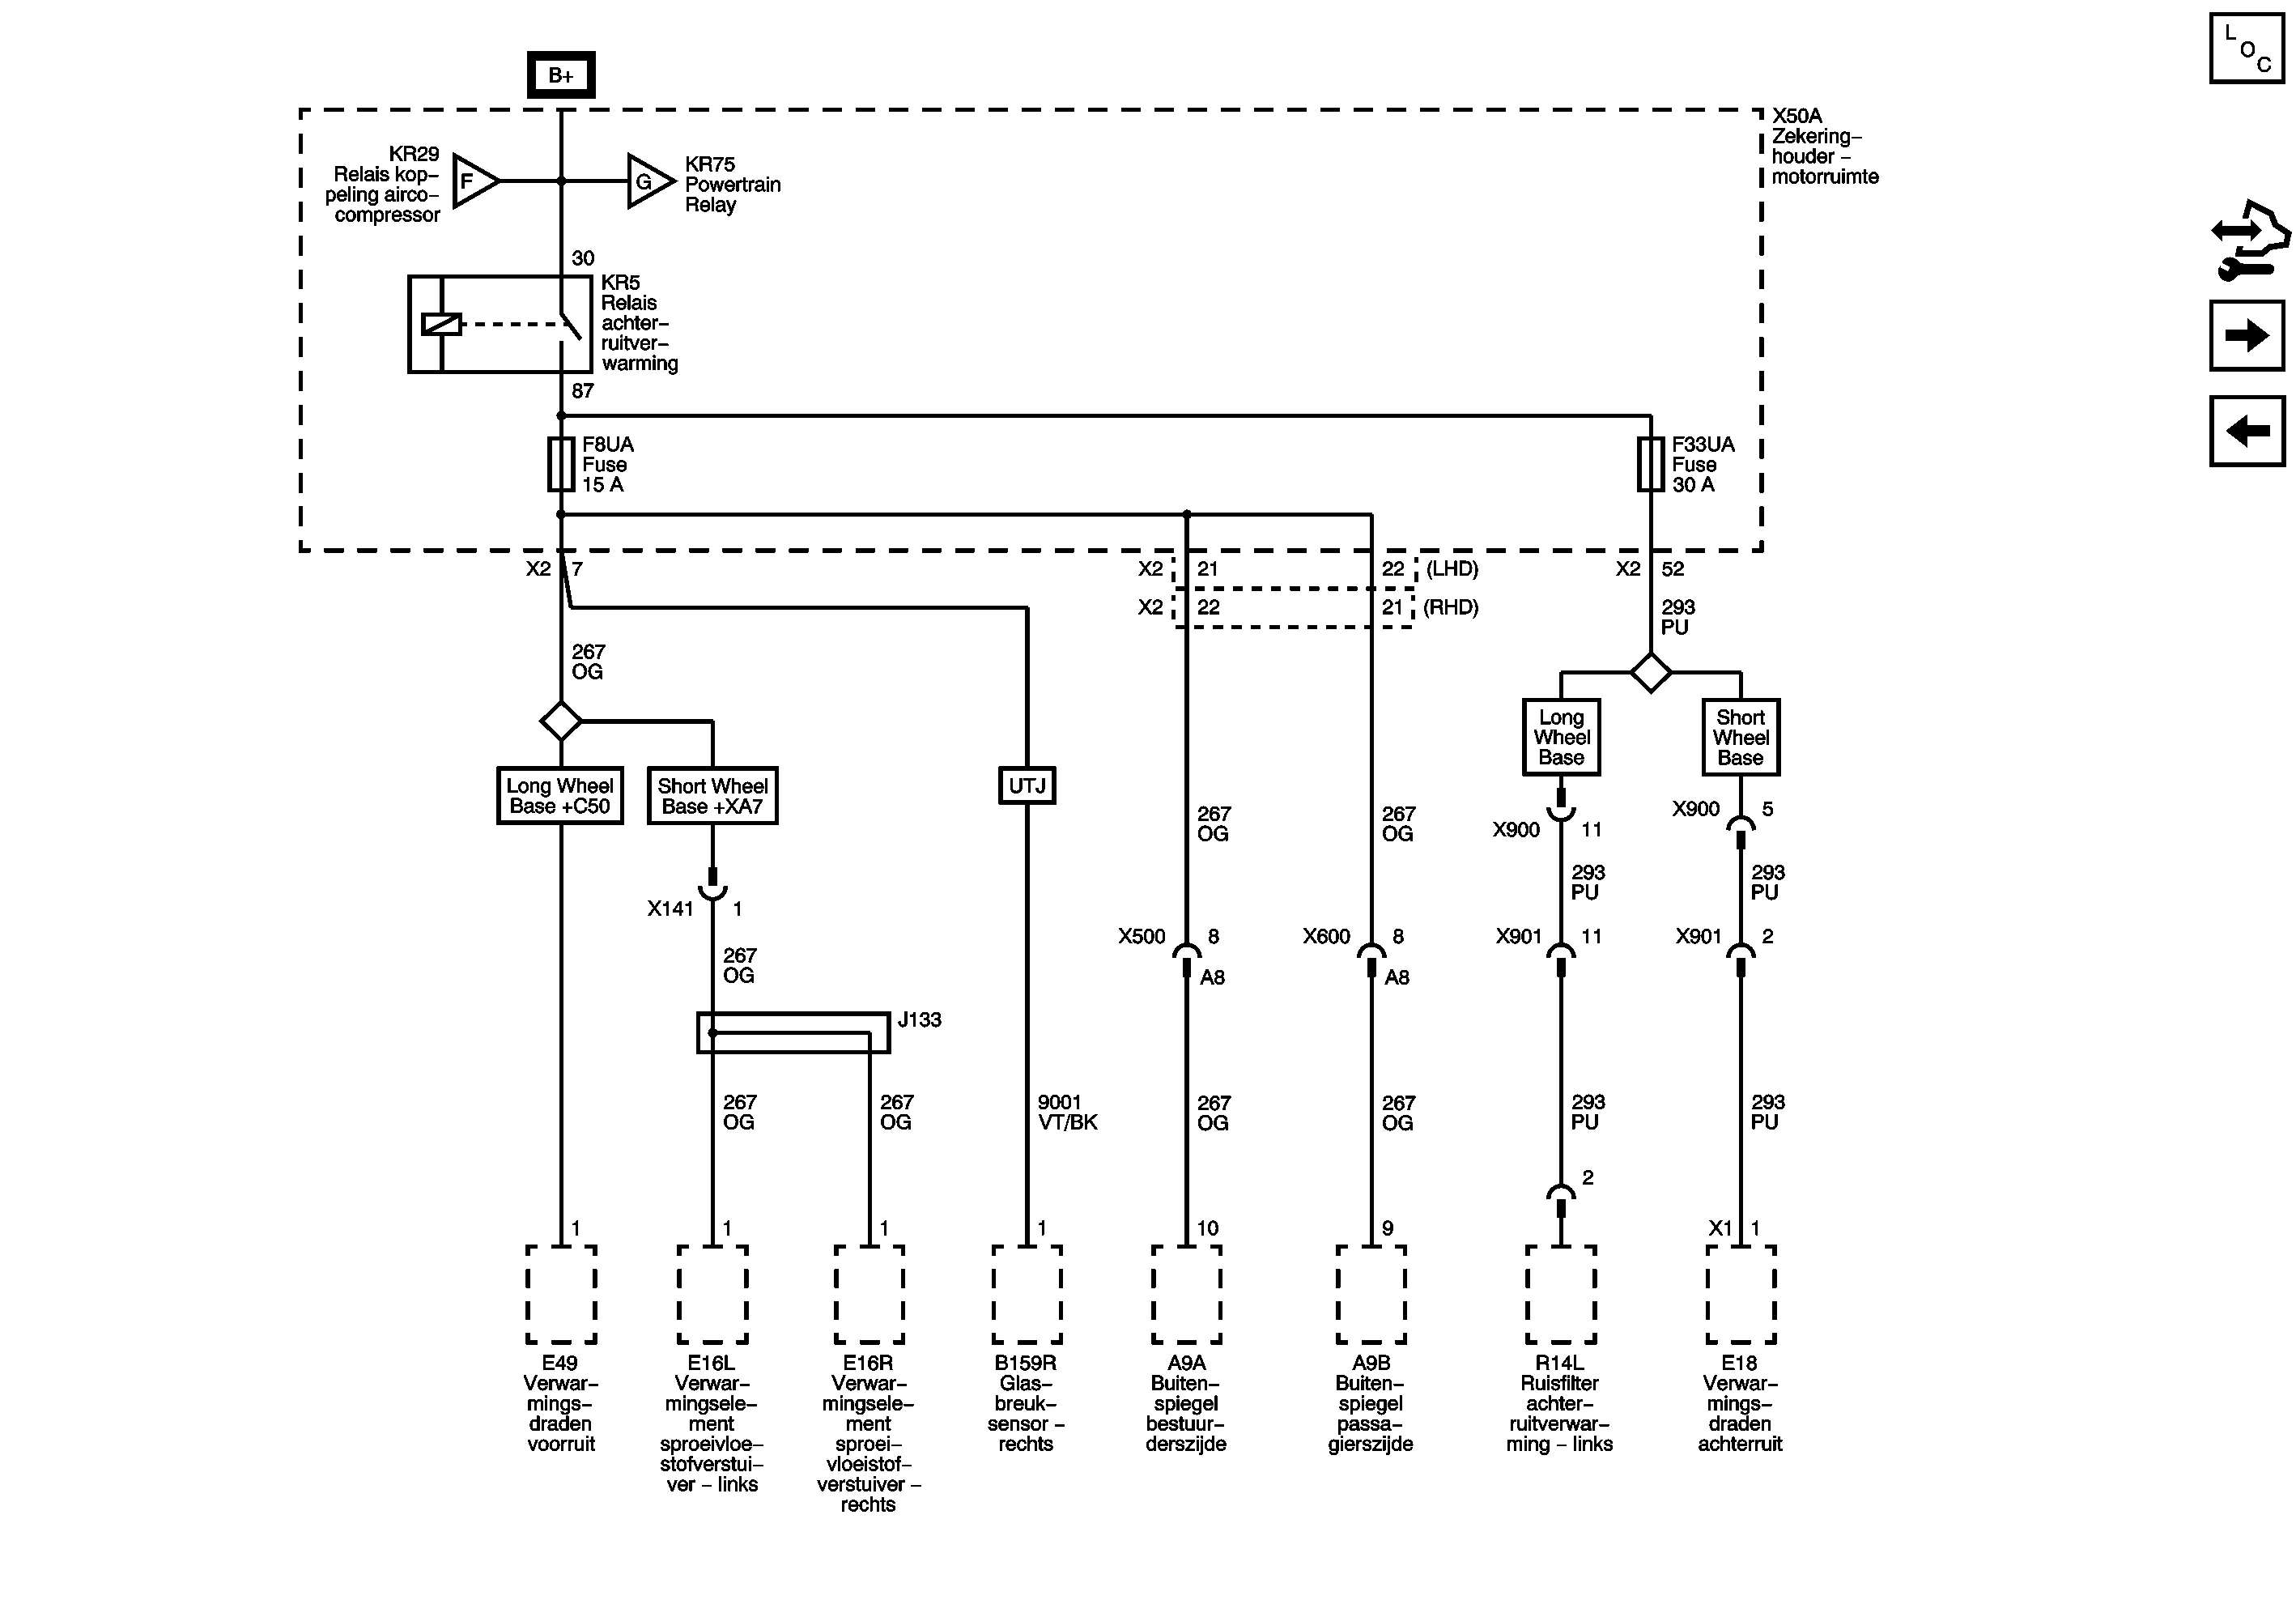 B+
L
O
C
X50A
Zekering–
houder –
motorruimte
KR29
Relais kop–
peling airco–
compressor
F
G
KR75
Powertrain
Relay
30
KR5
Relais
achter–
ruitver–
warming
87
F8UA
Fuse
15 A
F33UA
Fuse
30 A
X2 7
X2 21 22 (LHD)
X2 22 21 (RHD)
X2 52
293
PU
267
OG
Long
Wheel
Base
Short
Wheel
Base
Long Wheel
Base +C50
Short Wheel
Base +XA7
UTJ
267
OG
267
OG
X900 11
X900 5
293
PU
293
PU
X141 1
267
OG
X500 8
A8
X600 8
A8
X901 11
X901 2
J133
267
OG
267
OG
9001
VT/BK
267
OG
267
OG
293
PU
293
PU
2
1
1
1
1
10
9
X1 1
E49
Verwar–
mings–
draden
voorruit
E16L
Verwar–
mingsele–
ment
sproeivloe–
stofverstui–
ver – links
E16R
Verwar–
mingsele–
ment
sproei–
vloeistof–
verstuiver –
rechts
B159R
Glas–
breuk–
sensor –
rechts
A9A
Buiten–
spiegel
bestuur–
derszijde
A9B
Buiten–
spiegel
passa–
gierszijde
R14L
Ruisfilter
achter–
ruitverwar–
ming – links
E18
Verwar–
mings–
draden
achterruit